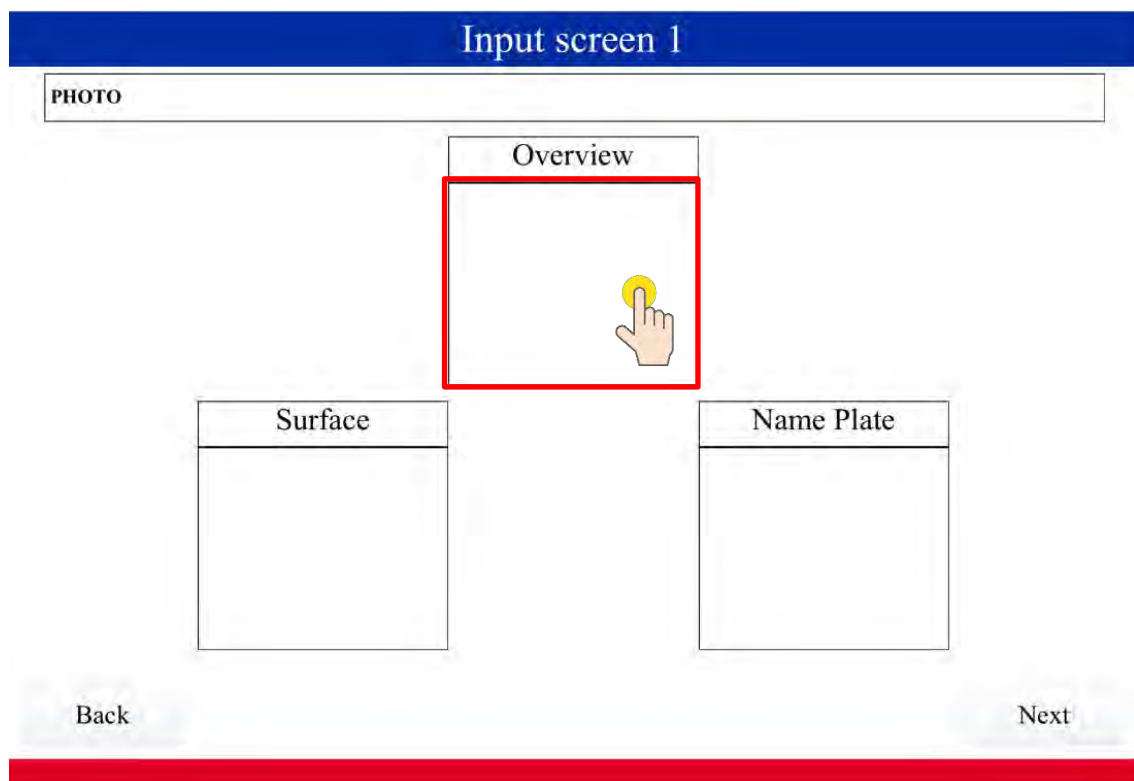 Input screen 1
PHOTO
Overview
Surface
Name Plate
Back
Next